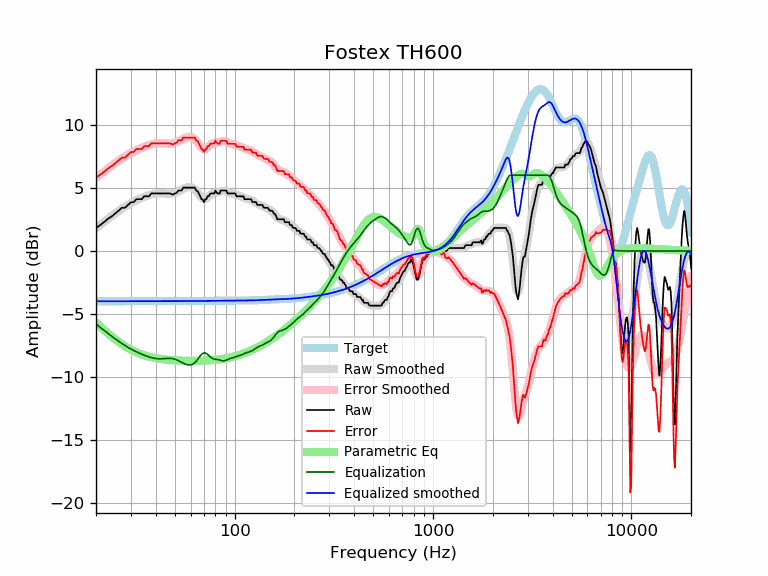 Fostex TH600
Amplitude (dBr)
10
5
0
−5
−10
−15
−20
Target
Raw Smoothed
Error Smoothed
Raw
Error
Parametric Eq
Equalization
Equalized smoothed
100
1000
10000
Frequency (Hz)